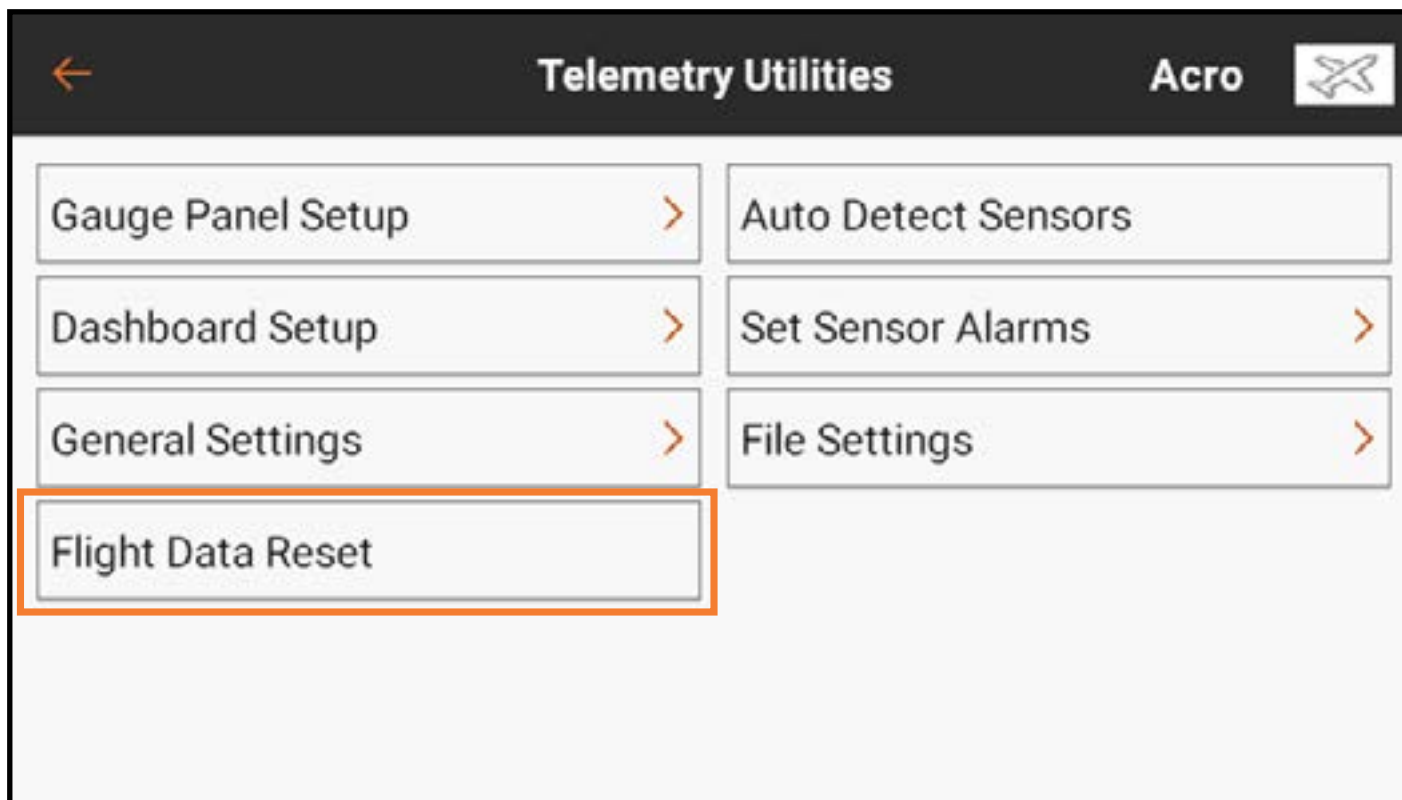 Telemetry Utilities Acro
Gauge Panel Setup
Auto Detect Sensors
Dashboard Setup
Set Sensor Alarms
General Settings
File Settings
Flight Data Reset